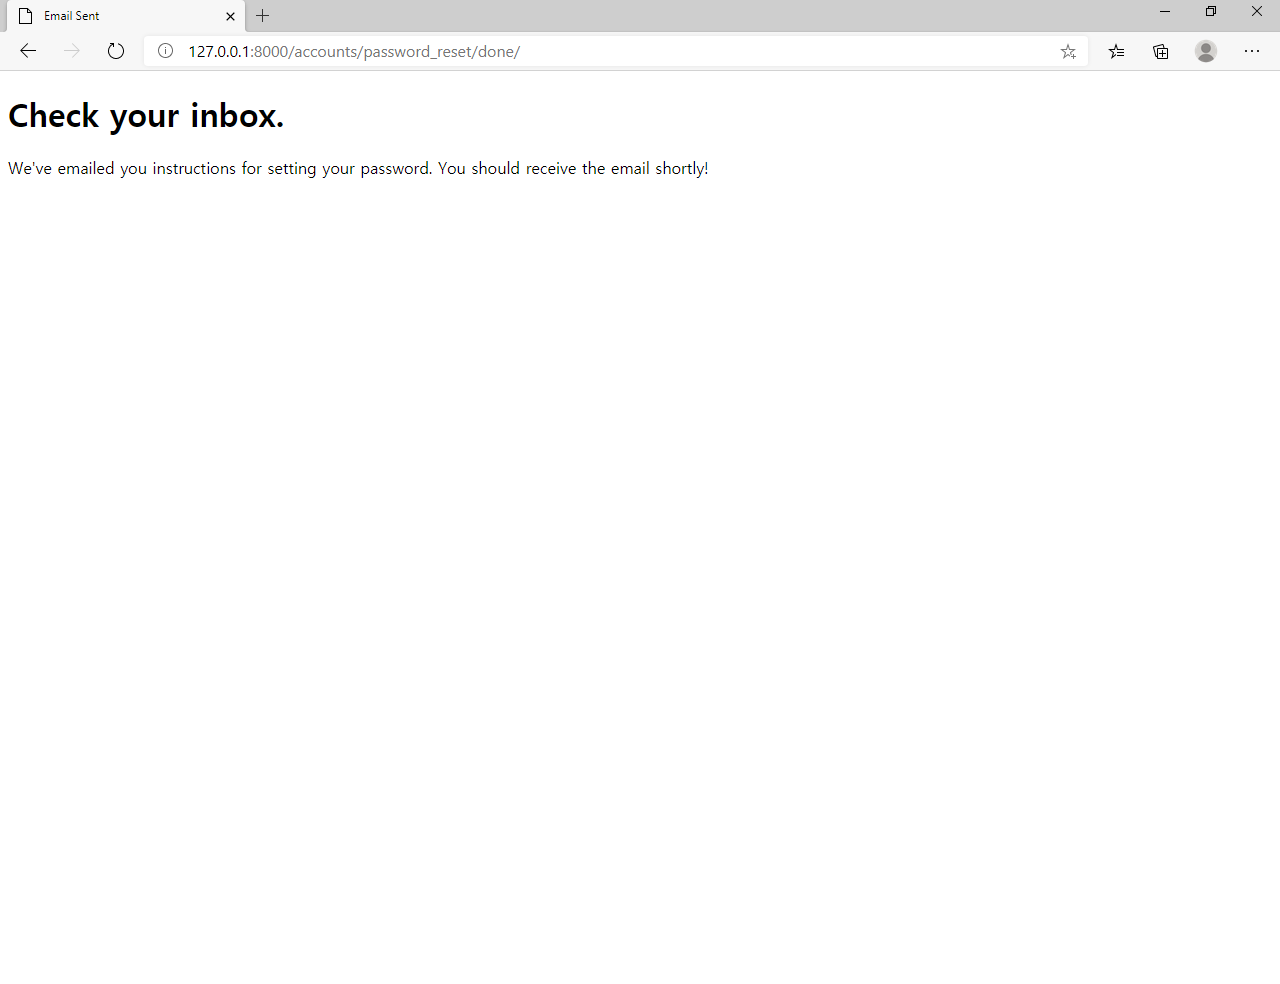 Email Sent
127.0.0.1:8000/accounts/password_reset/done/
Check your inbox.
We've emailed you instructions for setting your password. You should receive the email shortly!